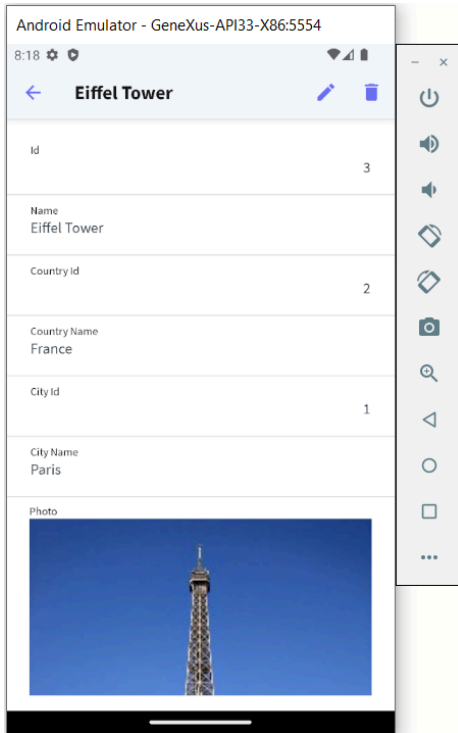 Android Emulator - GeneXus-API33-X86:5554
8:18
Eiffel Tower
Id
3
Name
Eiffel Tower
Country Id
2
Country Name
France
City Id
1
City Name
Paris
Photo